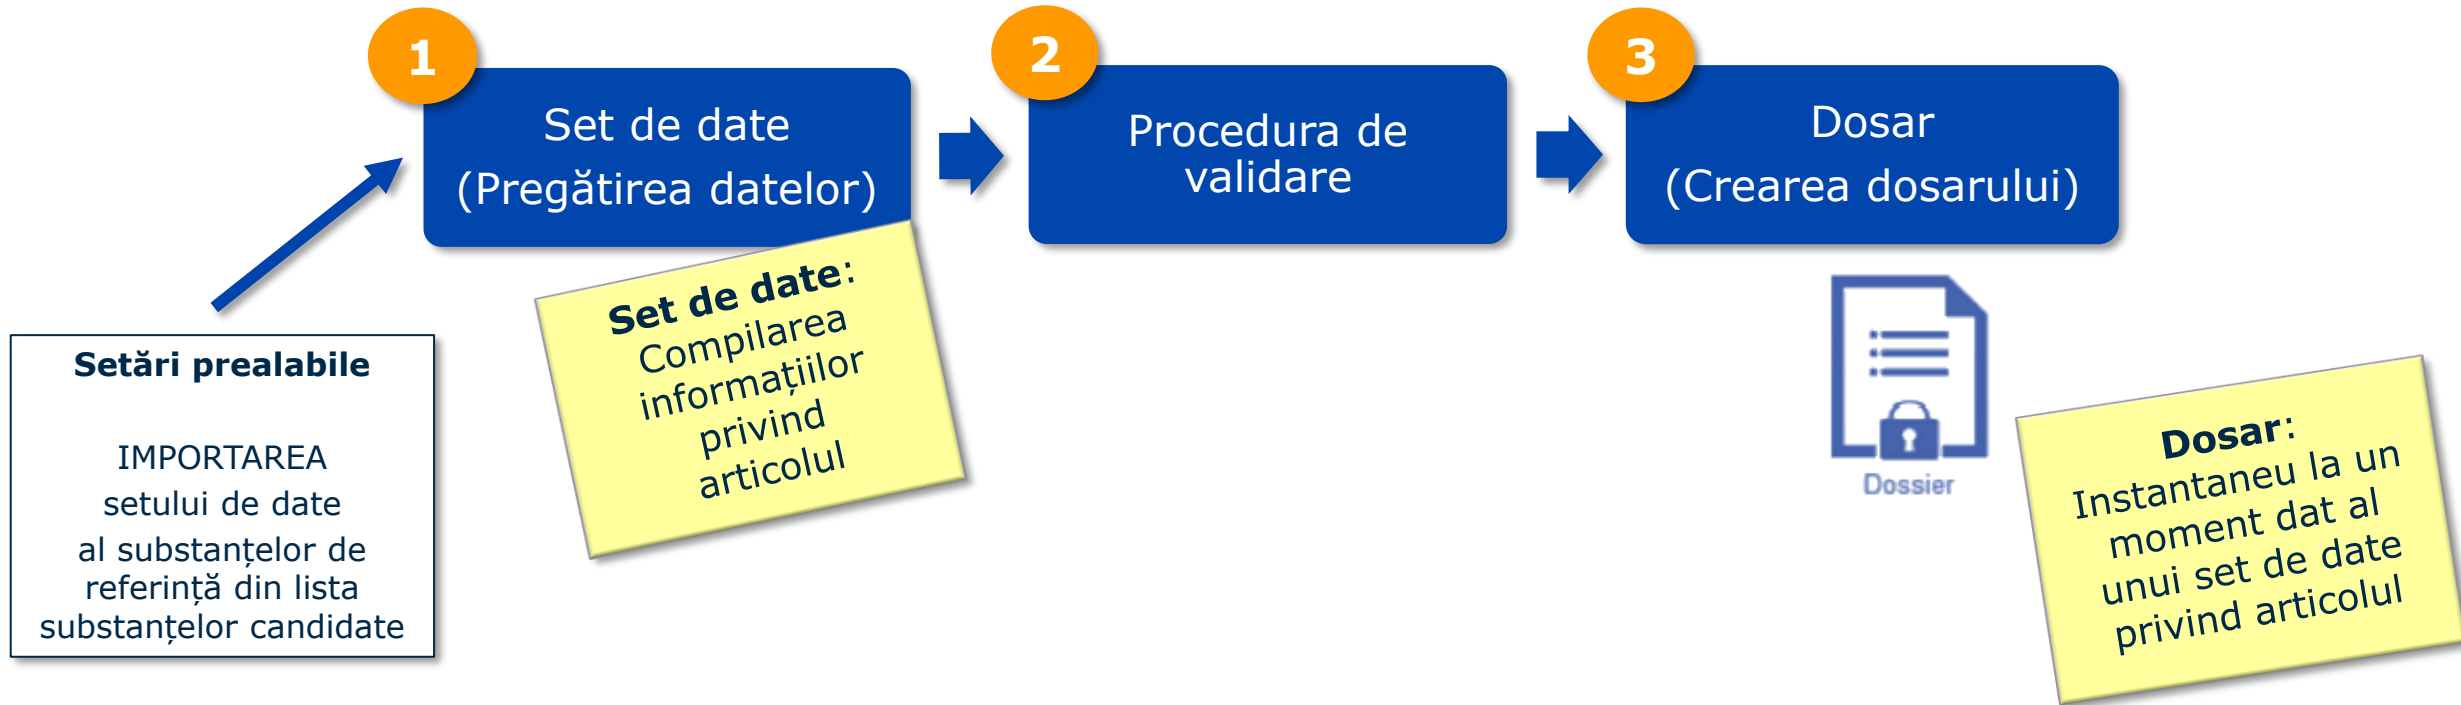 1
Set de date
(Pregătirea datelor)
2
Procedura de
validare
3
Dosar
(Crearea dosarului)
Setări prealabile
IMPORTAREA
setului de date
al substanțelor de
referință din lista
substanțelor candidate
Set de date:
Compilarea
informațiilor
privind
articolul
Dossier
Dosar:
Instantaneu la un
moment dat al
unui set de date
privind articolul